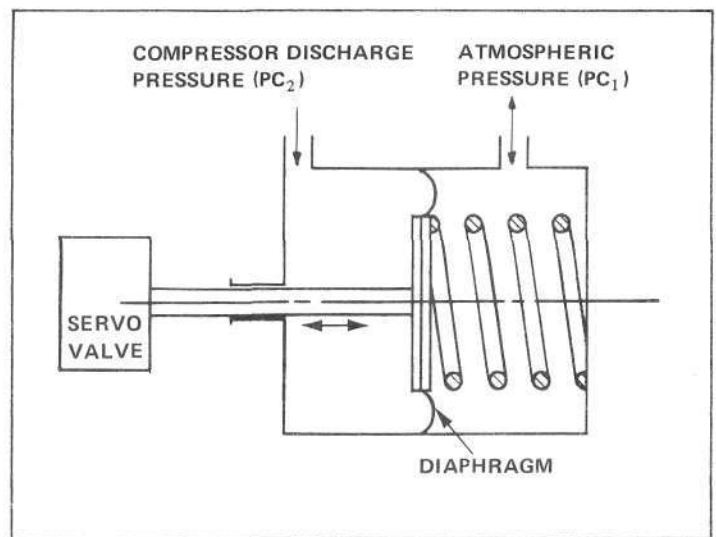 COMPRESSOR DISCHARGE
PRESSURE (PC₂)
ATMOSPHERIC
PRESSURE (PC₁)
SERVO
VALVE
DIAPHRAGM